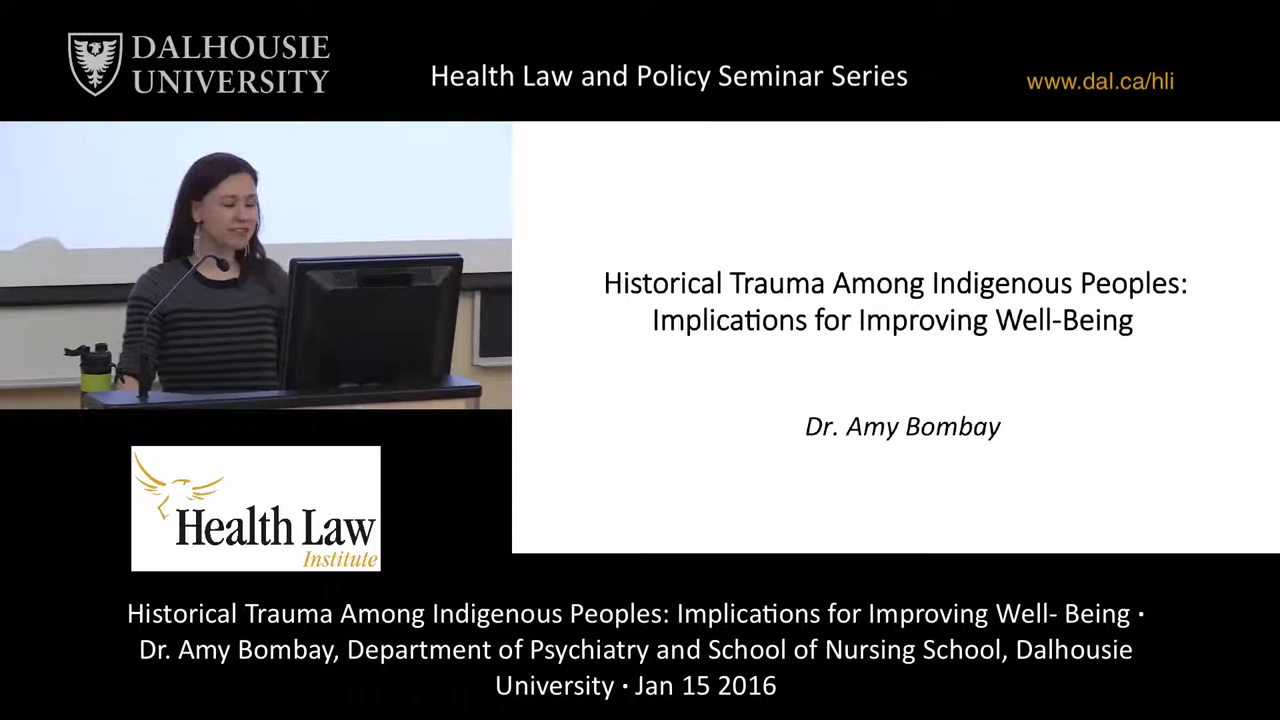 DALHOUSIE
UNIVERSITY
Health Law and Policy Seminar Series
www.dal.ca/hli
Historical Trauma Among Indigenous Peoples:
Implications for Improving Well-Being
Dr. Amy Bombay
Health Law
Institute
Historical Trauma Among Indigenous Peoples: Implications for Improving Well- Being ·
Dr. Amy Bombay, Department of Psychiatry and School of Nursing School, Dalhousie
University · Jan 15 2016